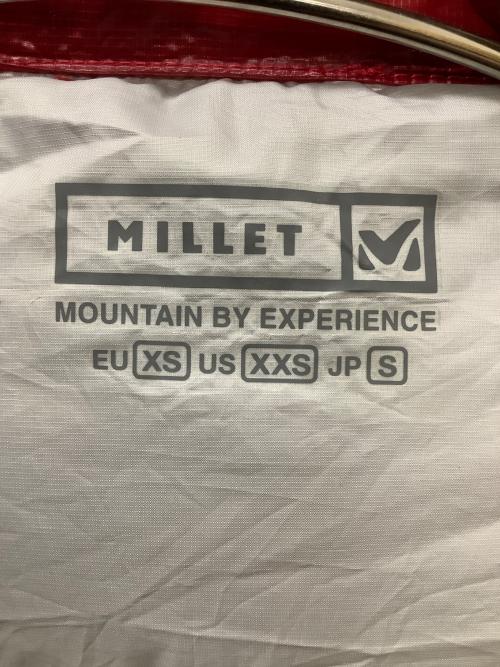 MILLET
MOUNTAIN BY EXPERIENCE
EU XS US XXS JP S